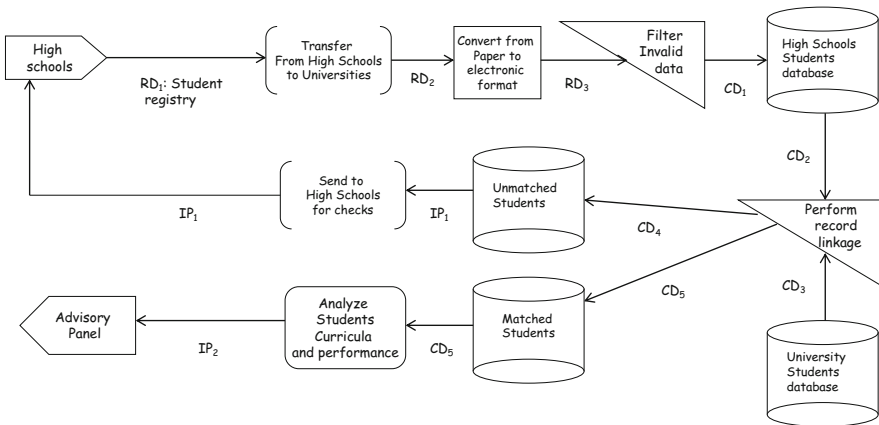 High
schools
RD₁: Student
registry
Transfer
From High Schools
to Universities
RD₂
Convert from
Paper to
electronic
format
RD₃
Filter
Invalid
data
CD₁
High Schools
Students
database
CD₂
IP₁
Send to
High Schools
for checks
IP₁
Unmatched
Students
CD₄
Perform
record
linkage
CD₅
CD₃
Advisory
Panel
IP₂
Analyze
Students
Curricula
and performance
CD₅
Matched
Students
University
Students
database